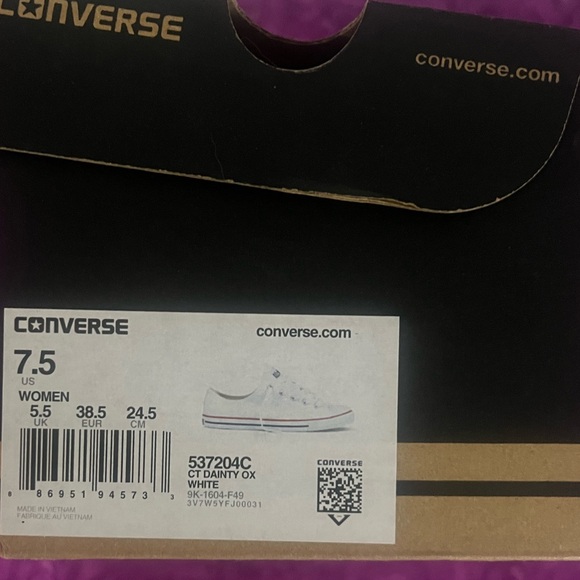 CONVERSE
converse.com
CONVERSE
converse.com
7.5
US
WOMEN
5.5 38.5 24.5
UK EUR CM
537204C
CT DAINTY OX
WHITE
9K-1604-F49
3V7W5YFJ00031
CONVERSE
8 86951 94573 3
MADE IN VIETNAM
FABRIQUÉ AU VIETNAM